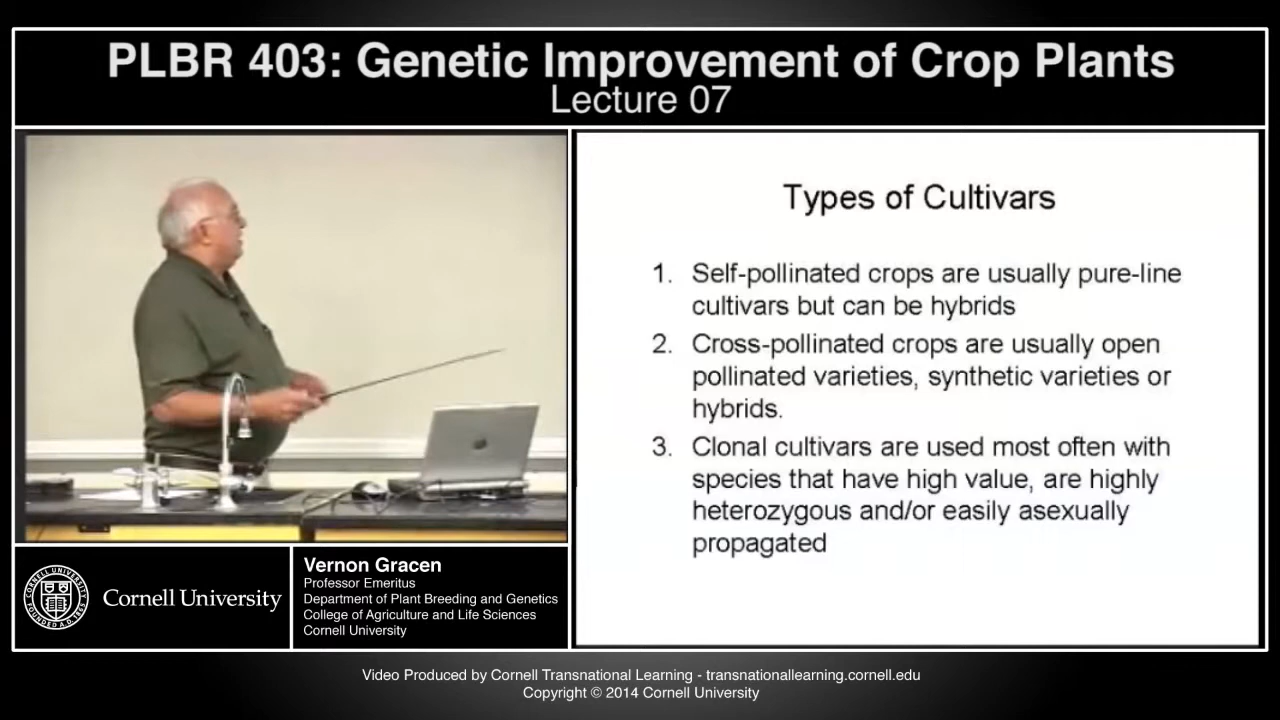 PLBR 403: Genetic Improvement of Crop Plants
Lecture 07
Types of Cultivars
1. Self-pollinated crops are usually pure-line
cultivars but can be hybrids
2. Cross-pollinated crops are usually open
pollinated varieties, synthetic varieties or
hybrids.
3. Clonal cultivars are used most often with
species that have high value, are highly
heterozygous and/or easily asexually
propagated
Cornell University
Vernon Gracen
Professor Emeritus
Department of Plant Breeding and Genetics
College of Agriculture and Life Sciences
Cornell University
Video Produced by Cornell Transnational Learning - transnationallearning.cornell.edu
Copyright © 2014 Cornell University